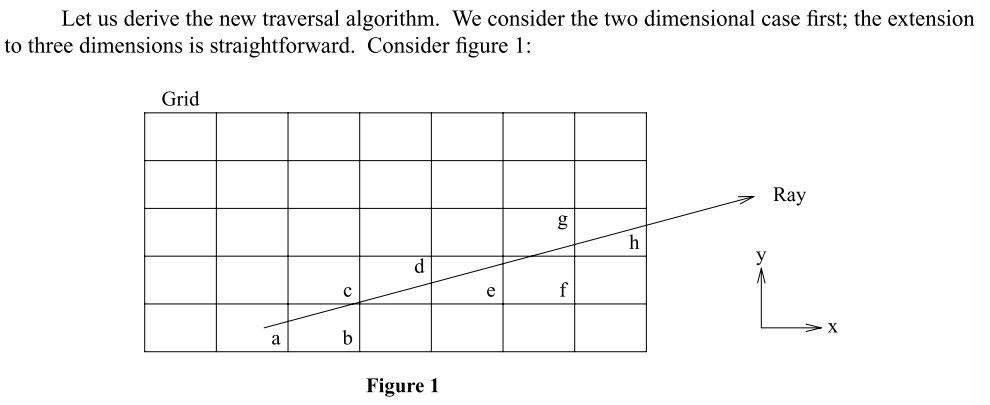 Let us derive the new traversal algorithm. We consider the two dimensional case first; the extension
to three dimensions is straightforward. Consider figure 1:
Grid
Ray
g
h
y
d
c
e
f
x
a
b
Figure 1